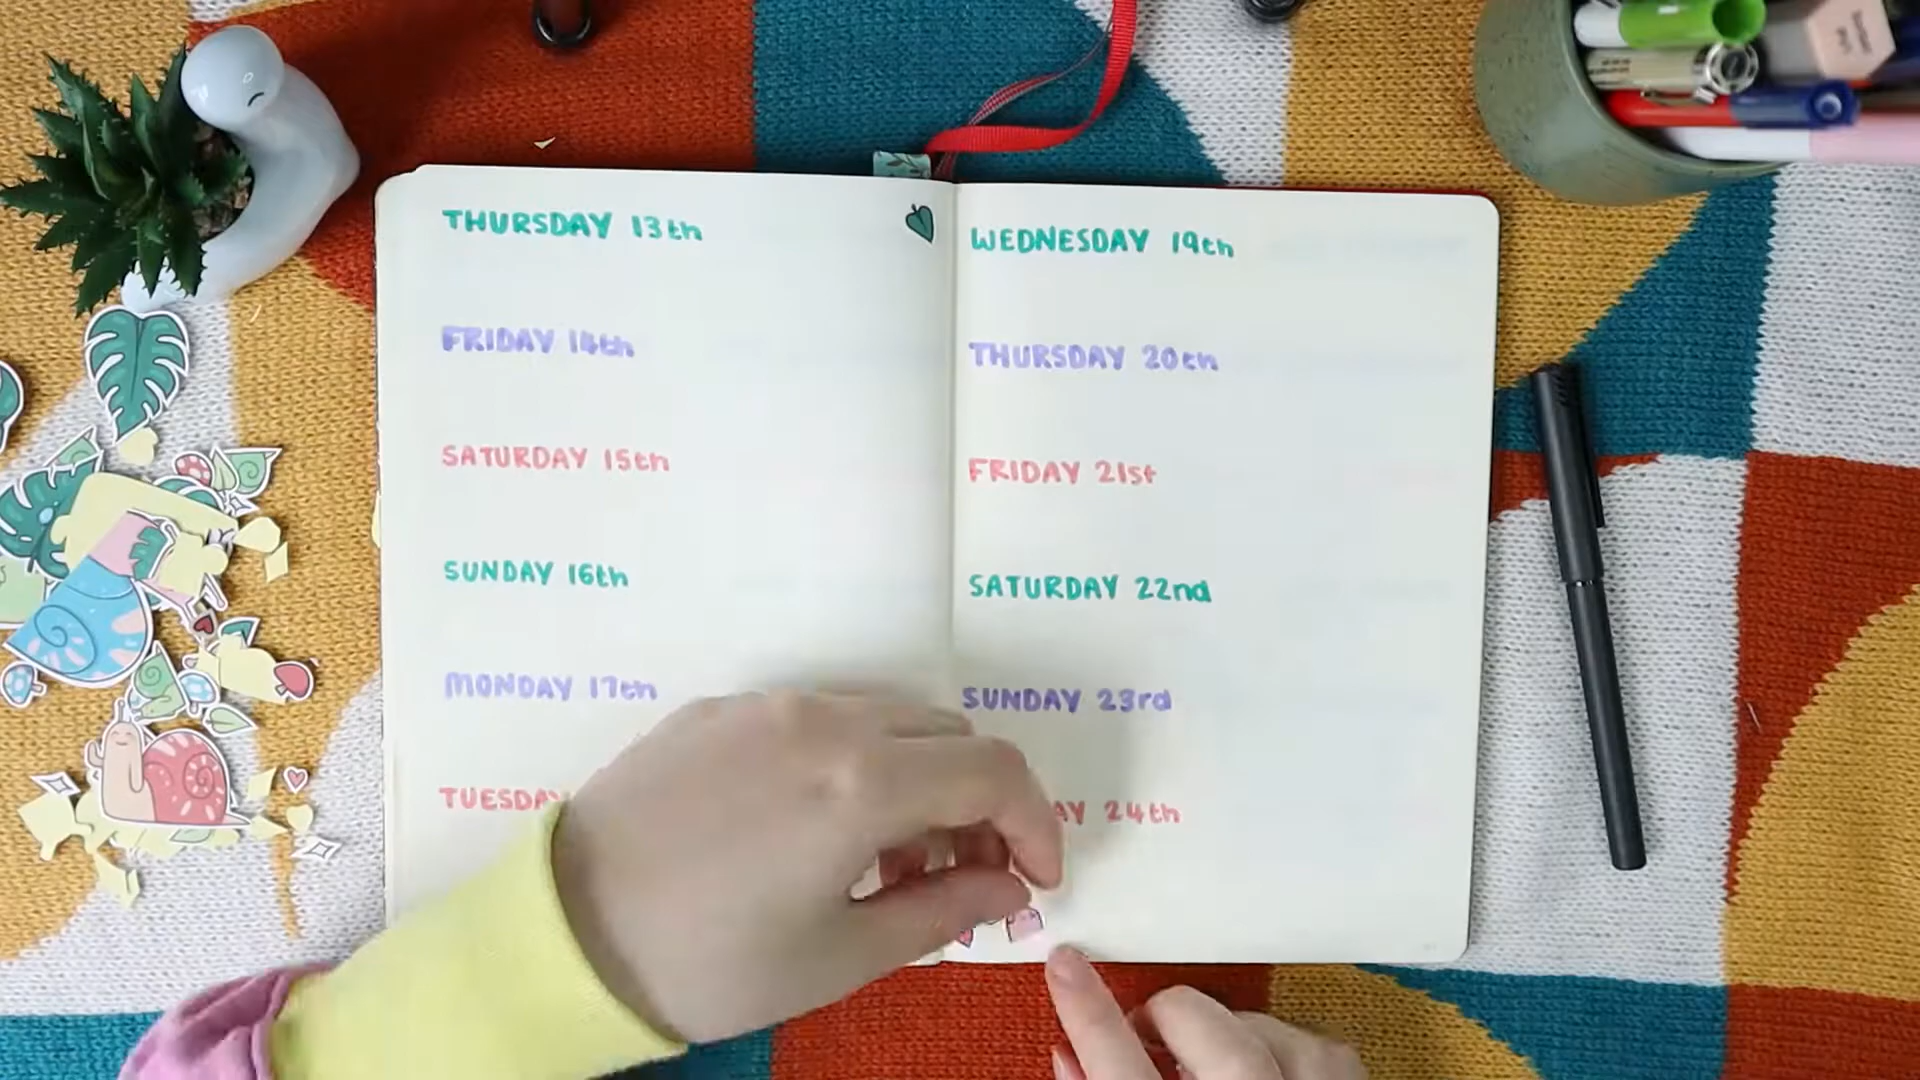 THURSDAY 13th
FRIDAY 14th
SATURDAY 15th
SUNDAY 16th
MONDAY 17th
TUESDAY
WEDNESDAY 19th
THURSDAY 20th
FRIDAY 21st
SATURDAY 22nd
SUNDAY 23rd
AY 24th